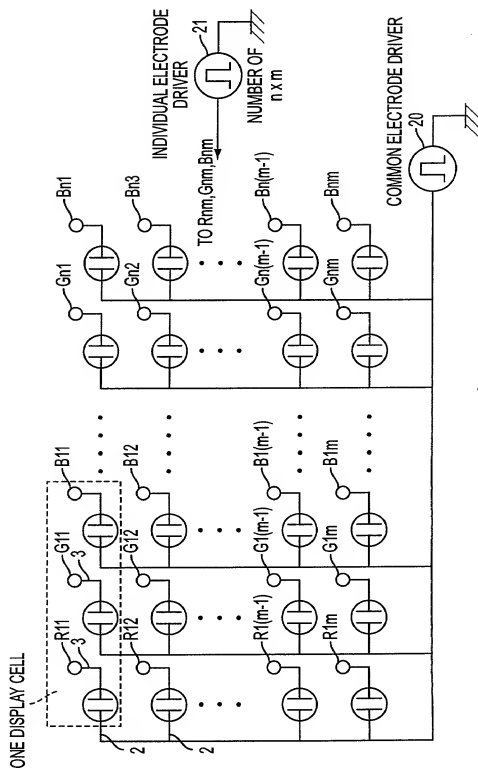 ONE DISPLAY CELL
R11 G11 B11 Gn1 Bn1
3 3
2
R12 G12 B12 Gn2 Bn3
2
R1(m-1) G1(m-1) B1(m-1) Gn(m-1) Bn(m-1)
R1m G1m B1m Gnm Bnm
INDIVIDUAL ELECTRODE
DRIVER
21
TO Rnm,Gnm,Bnm
NUMBER OF
n x m
COMMON ELECTRODE DRIVER
20